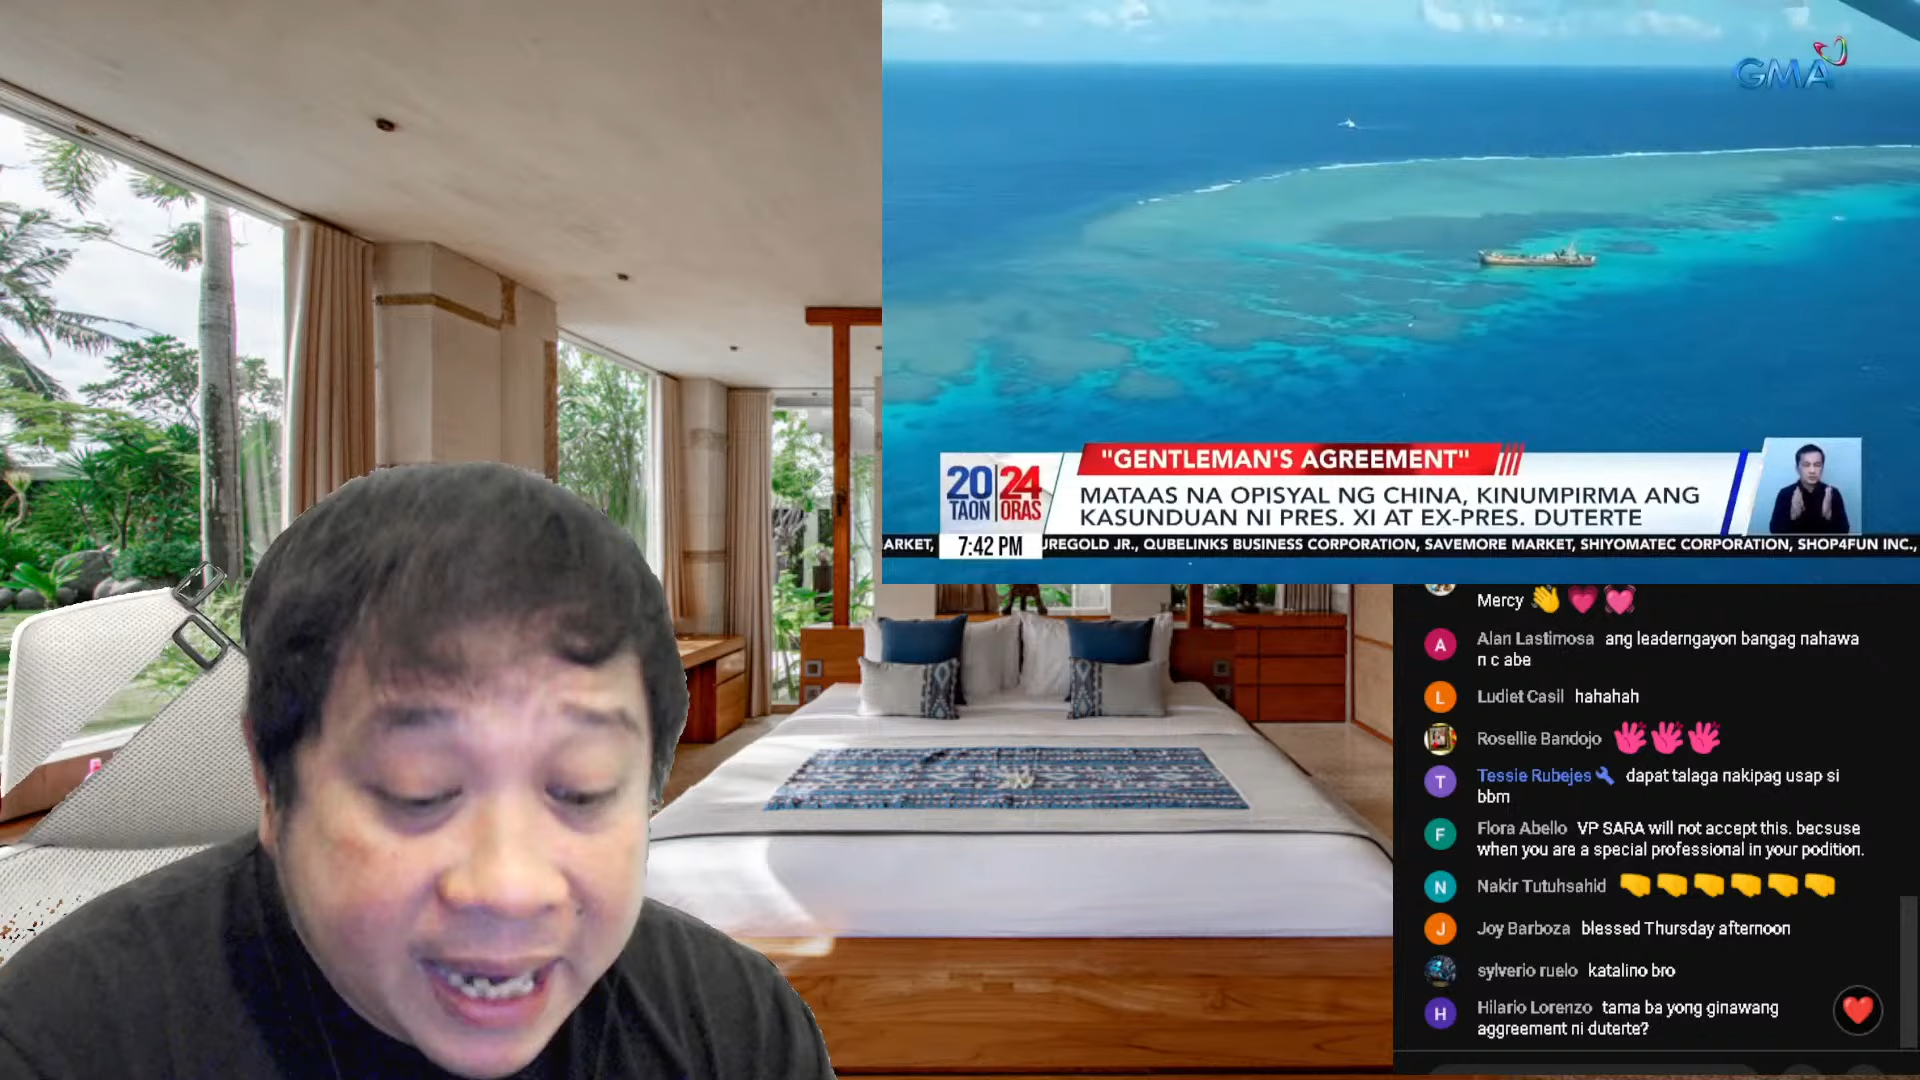 GMA
"GENTLEMAN'S AGREEMENT"
20 TAON 24 ORAS
MATAAS NA OPISYAL NG CHINA, KINUMPIRMA ANG
KASUNDUAN NI PRES. XI AT EX-PRES. DUTERTE
7:42 PM
ARKET, UREGOLD JR., QUBELINKS BUSINESS CORPORATION, SAVEMORE MARKET, SHIYOMATEC CORPORATION, SHOP4FUN INC.,
Mercy 👋 💗 💓
A Alan Lastimosa ang leaderngayon bangag nahawa
n c abe
L Ludiet Casil hahahah
Rosellie Bandojo 👋👋👋
T Tessie Rubejes 🔧 dapat talaga nakipag usap si
bbm
F Flora Abello VP SARA will not accept this. becsuse
when you are a special professional in your podition.
N Nakir Tutuhsahid 🤜🤜🤜🤜🤜🤜
J Joy Barboza blessed Thursday afternoon
sylverio ruelo katalino bro
H Hilario Lorenzo tama ba yong ginawang
aggreement ni duterte?